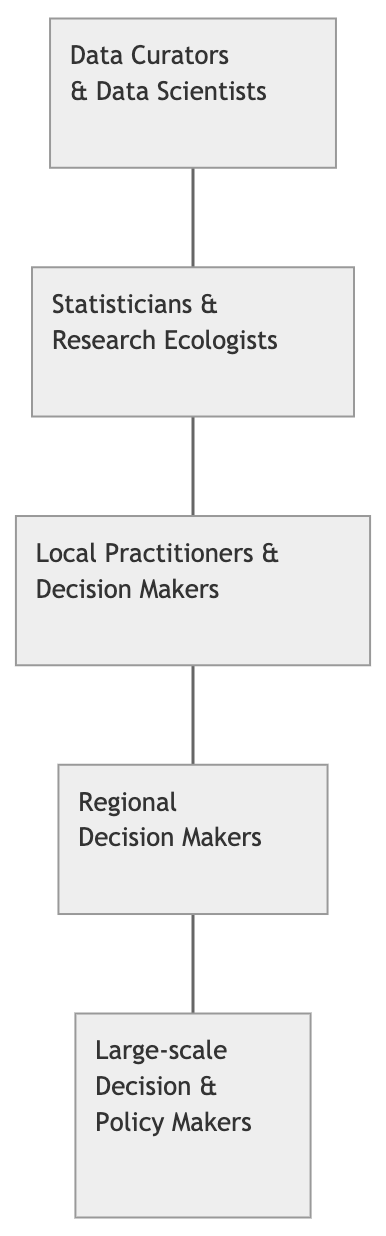 Data Curators
& Data Scientists
Statisticians &
Research Ecologists
Local Practitioners &
Decision Makers
Regional
Decision Makers
Large-scale
Decision &
Policy Makers